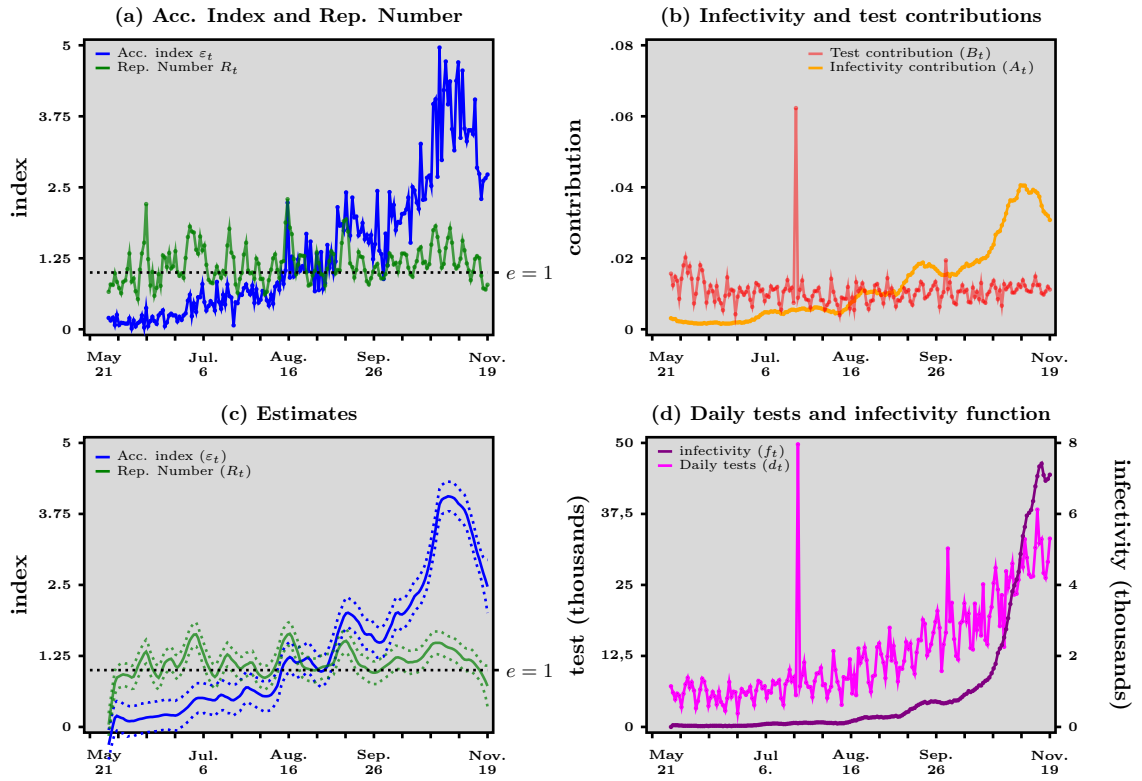 (a) Acc. Index and Rep. Number
Acc. index εₜ
Rep. Number Rₜ
5
3.75
2.5
1.25
0
index
e = 1
May 21
Jul. 6
Aug. 16
Sep. 26
Nov. 19
(b) Infectivity and test contributions
Test contribution (Bₜ)
Infectivity contribution (Aₜ)
.08
.06
.04
.02
0
contribution
May 21
Jul. 6
Aug. 16
Sep. 26
Nov. 19
(c) Estimates
Acc. index (εₜ)
Rep. Number (Rₜ)
5
3.75
2.5
1.25
0
index
e = 1
May 21
Jul. 6
Aug. 16
Sep. 26
Nov. 19
(d) Daily tests and infectivity function
infectivity (fₜ)
Daily tests (dₜ)
50
37,5
25
12,5
0
test (thousands)
8
6
4
2
0
infectivity (thousands)
May 21
Jul 6.
Aug. 16
Sep. 26
Nov. 19